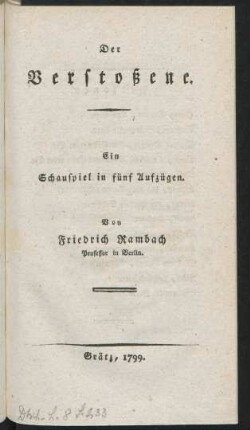 Der
Verstoßene.
Ein
Schauspiel in fünf Aufzügen.
Von
Friedrich Rambach
Professor in Berlin.
Grätz, 1799.